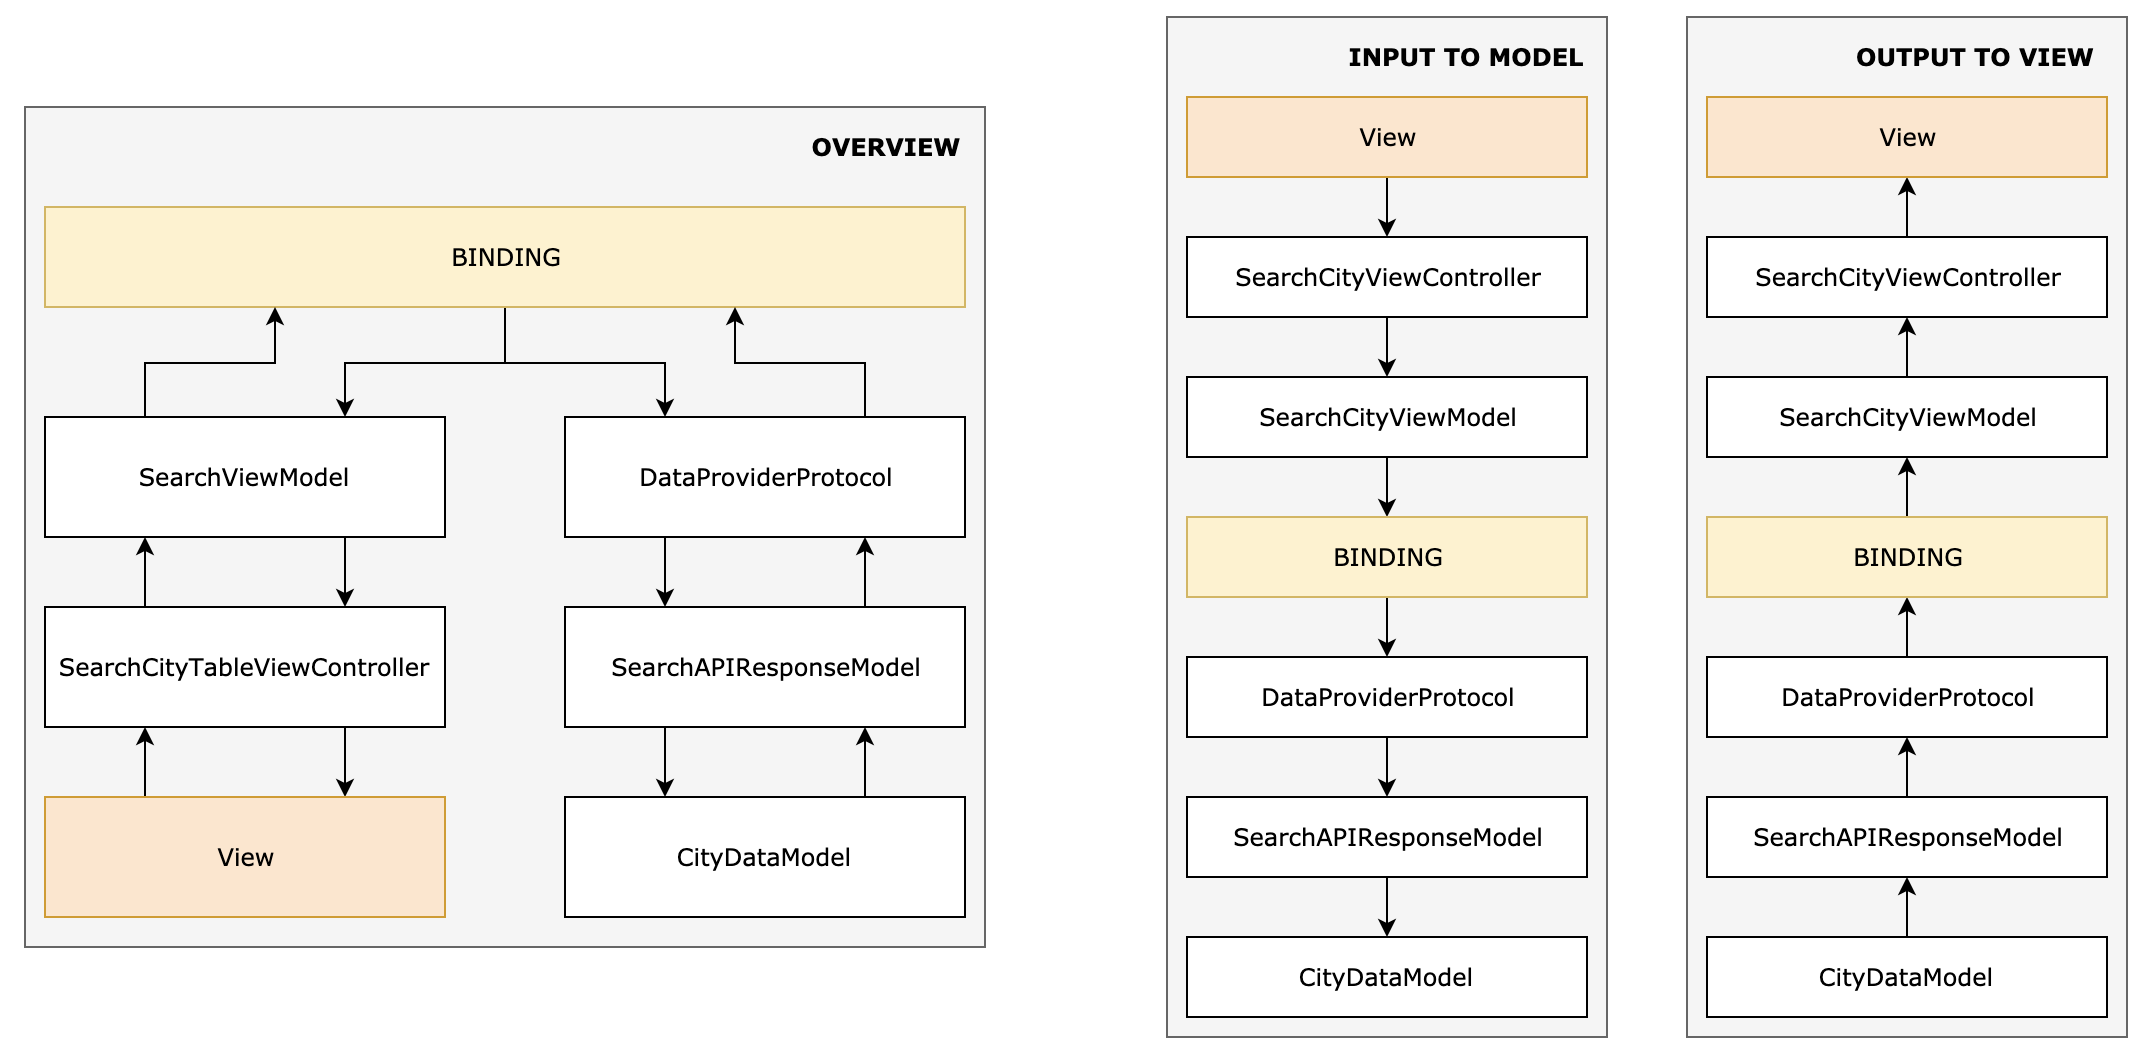 OVERVIEW
BINDING
SearchViewModel
DataProviderProtocol
SearchCityTableViewController
SearchAPIResponseModel
View
CityDataModel
INPUT TO MODEL
View
SearchCityViewController
SearchCityViewModel
BINDING
DataProviderProtocol
SearchAPIResponseModel
CityDataModel
OUTPUT TO VIEW
View
SearchCityViewController
SearchCityViewModel
BINDING
DataProviderProtocol
SearchAPIResponseModel
CityDataModel